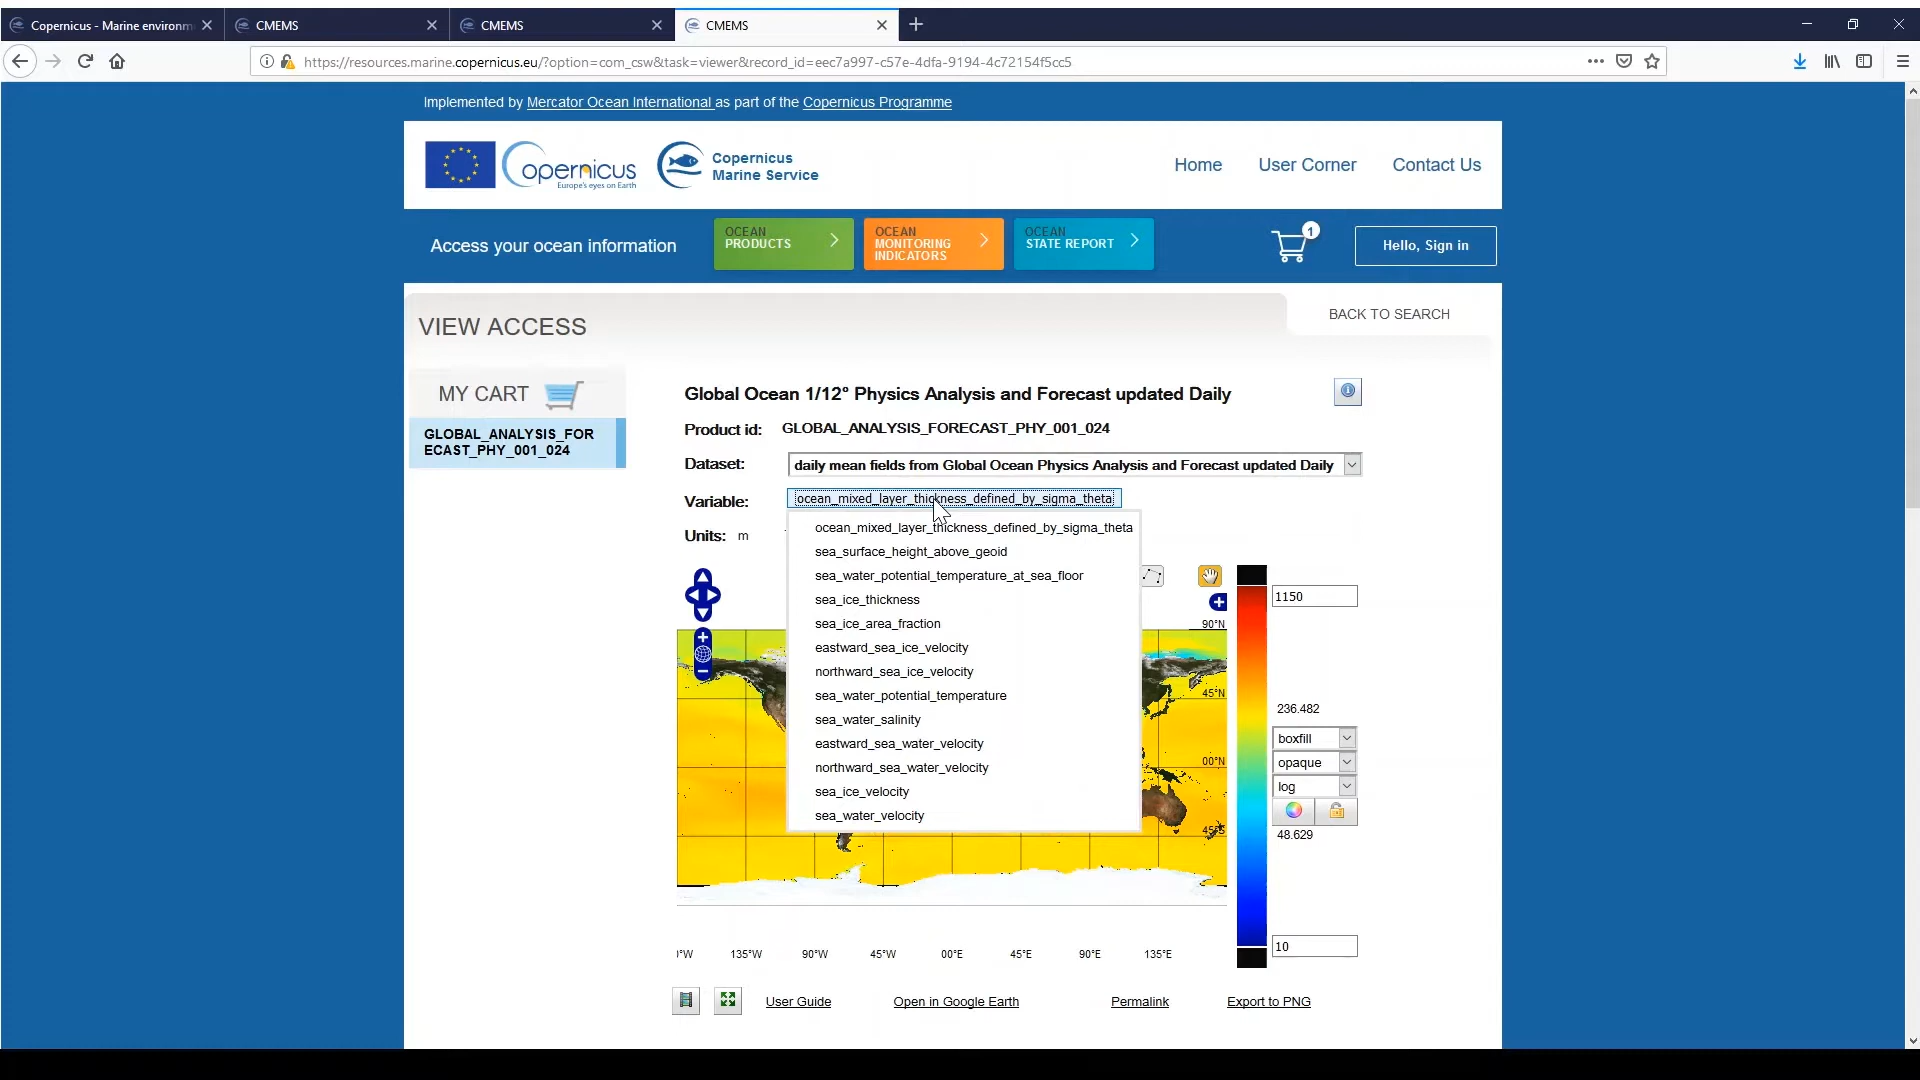 Copernicus - Marine environm
CMEMS
CMEMS
CMEMS
https://resources.marine.copernicus.eu/?option=com_csw&task=viewer&record_id=eec7a997-c57e-4dfa-9194-4c72154f5cc5
Implemented by Mercator Ocean International as part of the Copernicus Programme
opernicus
Europe's eyes on Earth
Copernicus
Marine Service
Home
User Corner
Contact Us
Access your ocean information
OCEAN
PRODUCTS
OCEAN
MONITORING
INDICATORS
OCEAN
STATE REPORT
1
Hello, Sign in
VIEW ACCESS
BACK TO SEARCH
MY CART
GLOBAL_ANALYSIS_FOR
ECAST_PHY_001_024
Global Ocean 1/12° Physics Analysis and Forecast updated Daily
Product id: GLOBAL_ANALYSIS_FORECAST_PHY_001_024
Dataset: daily mean fields from Global Ocean Physics Analysis and Forecast updated Daily
Variable: ocean_mixed_layer_thickness_defined_by_sigma_theta
Units: m
ocean_mixed_layer_thickness_defined_by_sigma_theta
sea_surface_height_above_geoid
sea_water_potential_temperature_at_sea_floor
sea_ice_thickness
sea_ice_area_fraction
eastward_sea_ice_velocity
northward_sea_ice_velocity
sea_water_potential_temperature
sea_water_salinity
eastward_sea_water_velocity
northward_sea_water_velocity
sea_ice_velocity
sea_water_velocity
90°N
45°N
00°N
45°S
1150
236.482
boxfill
opaque
log
48.629
10
0°W 135°W 90°W 45°W 00°E 45°E 90°E 135°E
User Guide
Open in Google Earth
Permalink
Export to PNG